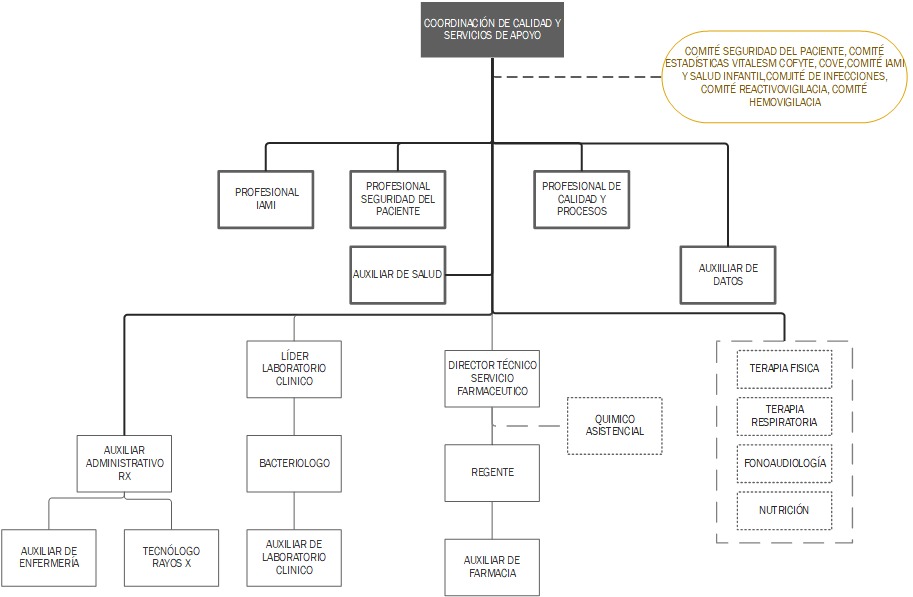 COORDINACIÓN DE CALIDAD Y
SERVICIOS DE APOYO
COMITÉ SEGURIDAD DEL PACIENTE, COMITÉ
ESTADÍSTICAS VITALESM COFYTE, COVE,COMITÉ IAMI
Y SALUD INFANTIL,COMJITÉ DE INFECCIONES,
COMITÉ REACTIVOVIGILACIA, COMITÉ
HEMOVIGILACIA
PROFESIONAL
IAMI
PROFESIONAL
SEGURIDAD DEL
PACIENTE
PROFESIONAL DE
CALIDAD Y
PROCESOS
AUXILIAR DE SALUD
AUXIILIAR DE
DATOS
LÍDER
LABORATORIO
CLINICO
DIRECTOR TÉCNICO
SERVICIO
FARMACEUTICO
QUIMICO
ASISTENCIAL
TERAPIA FISICA
TERAPIA
RESPIRATORIA
FONOAUDIOLOGÍA
NUTRICIÓN
AUXILIAR
ADMINISTRATIVO
RX
BACTERIOLOGO
REGENTE
AUXILIAR DE
ENFERMERÍA
TECNÓLOGO
RAYOS X
AUXILIAR DE
LABORATORIO
CLINICO
AUXILIAR DE
FARMACIA